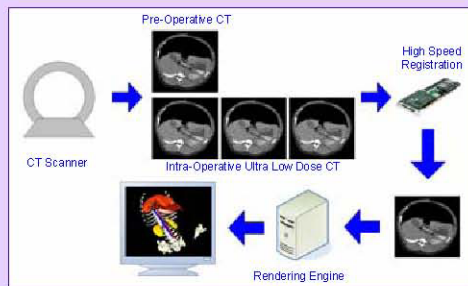 Pre-Operative CT
High Speed
Registration
CT Scanner
Intra-Operative Ultra Low Dose CT
Rendering Engine